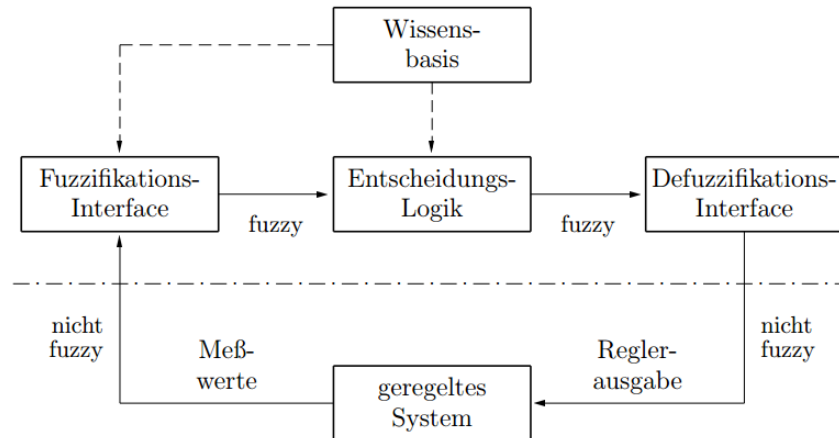 Wissens-
basis
Fuzzifikations-
Interface
fuzzy
Entscheidungs-
Logik
fuzzy
Defuzzifikations-
Interface
nicht
fuzzy
Meß-
werte
geregeltes
System
Regler-
ausgabe
nicht
fuzzy